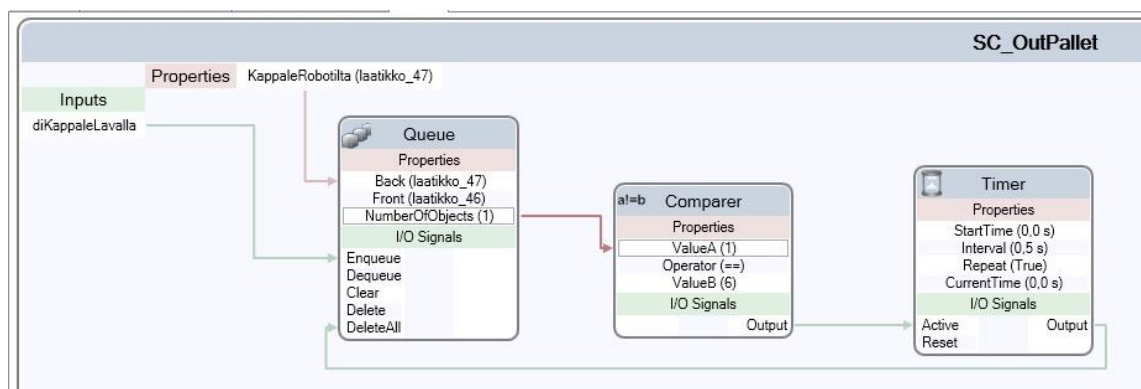 SC_OutPallet
Properties KappaleRobotilta (laatikko_47)
Inputs
diKappaleLavalla
Queue
Properties
Back (laatikko_47)
Front (laatikko_46)
NumberOfObjects (1)
I/O Signals
Enqueue
Dequeue
Clear
Delete
DeleteAll
a!=b Comparer
Properties
ValueA (1)
Operator (==)
ValueB (6)
I/O Signals
Output
Timer
Properties
StartTime (0,0 s)
Interval (0,5 s)
Repeat (True)
CurrentTime (0,0 s)
I/O Signals
Active Output
Reset